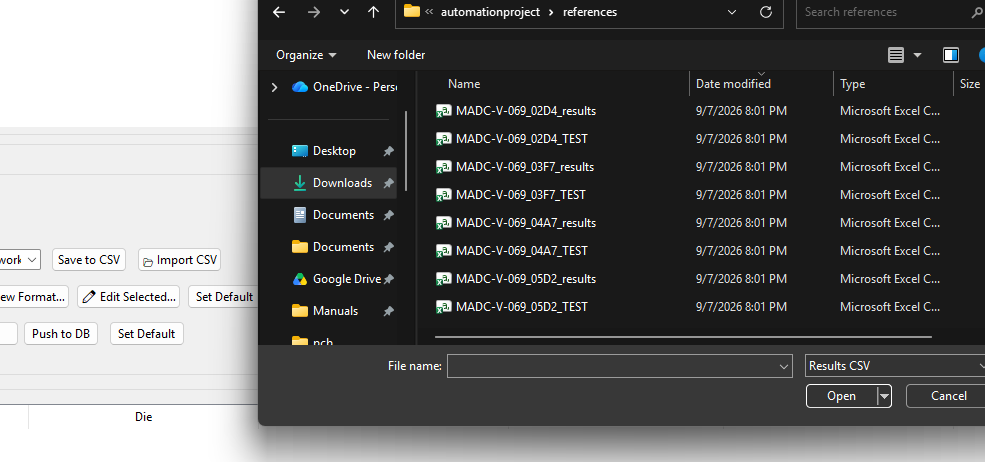 « automationproject › references
Search references
Organize
New folder
Name
Date modified
Type
Size
OneDrive - Pers
Desktop
Downloads
Documents
Documents
Google Drive
Manuals
nch
MADC-V-069_02D4_results 9/7/2026 8:01 PM Microsoft Excel C...
MADC-V-069_02D4_TEST 9/7/2026 8:01 PM Microsoft Excel C...
MADC-V-069_03F7_results 9/7/2026 8:01 PM Microsoft Excel C...
MADC-V-069_03F7_TEST 9/7/2026 8:01 PM Microsoft Excel C...
MADC-V-069_04A7_results 9/7/2026 8:01 PM Microsoft Excel C...
MADC-V-069_04A7_TEST 9/7/2026 8:01 PM Microsoft Excel C...
MADC-V-069_05D2_results 9/7/2026 8:01 PM Microsoft Excel C...
MADC-V-069_05D2_TEST 9/7/2026 8:01 PM Microsoft Excel C...
File name:
Results CSV
Open
Cancel
work
Save to CSV
Import CSV
ew Format...
Edit Selected...
Set Default
Push to DB
Set Default
Die